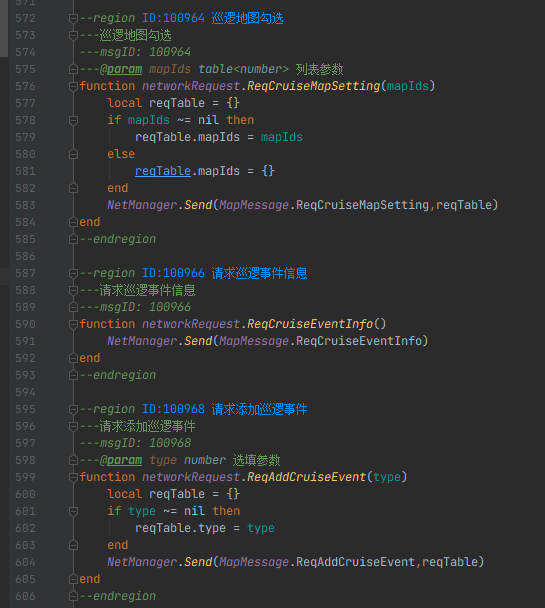 571
572 --region ID:100964 巡逻地图勾选
573 ---巡逻地图勾选
574 ---msgID: 100964
575 ---@param mapIds table<number> 列表参数
576 function networkRequest.ReqCruiseMapSetting(mapIds)
577     local reqTable = {}
578     if mapIds ~= nil then
579         reqTable.mapIds = mapIds
580     else
581         reqTable.mapIds = {}
582     end
583     NetManager.Send(MapMessage.ReqCruiseMapSetting,reqTable)
584 end
585 --endregion
586
587 --region ID:100966 请求巡逻事件信息
588 ---请求巡逻事件信息
589 ---msgID: 100966
590 function networkRequest.ReqCruiseEventInfo()
591     NetManager.Send(MapMessage.ReqCruiseEventInfo)
592 end
593 --endregion
594
595 --region ID:100968 请求添加巡逻事件
596 ---请求添加巡逻事件
597 ---msgID: 100968
598 ---@param type number 选填参数
599 function networkRequest.ReqAddCruiseEvent(type)
600     local reqTable = {}
601     if type ~= nil then
602         reqTable.type = type
603     end
604     NetManager.Send(MapMessage.ReqAddCruiseEvent,reqTable)
605 end
606 --endregion